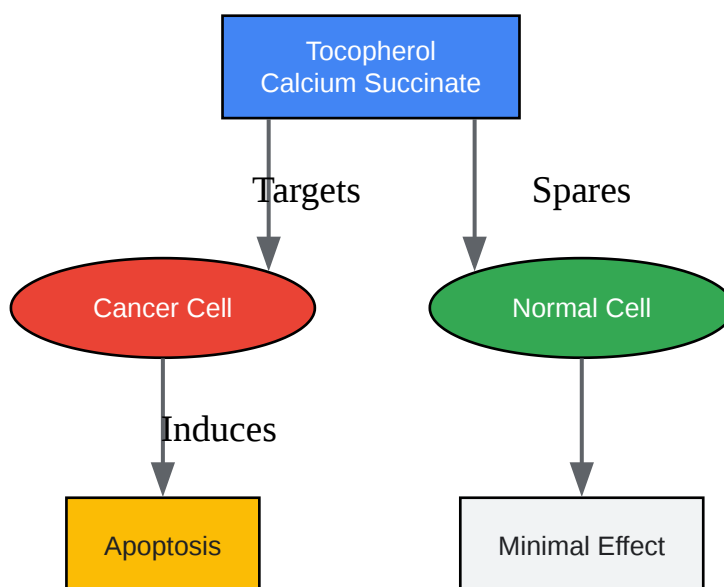 Tocopherol
Calcium Succinate
Targets
Spares
Cancer Cell
Normal Cell
Induces
Apoptosis
Minimal Effect